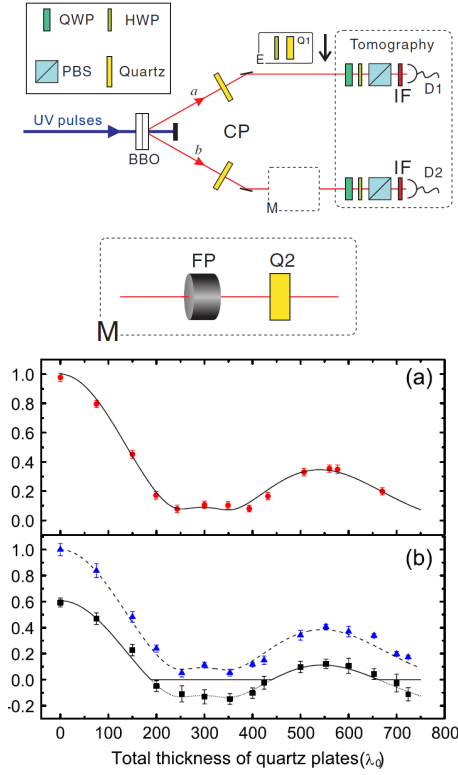 QWP HWP
PBS Quartz
UV pulses
BBO
a
b
CP
E
Q1
M
Tomography
IF
D1
IF
D2
FP Q2
M
(a)
1.0
0.8
0.6
0.4
0.2
0.0
(b)
1.0
0.8
0.6
0.4
0.2
0.0
-0.2
0 100 200 300 400 500 600 700 800
Total thickness of quartz plates(λ0)